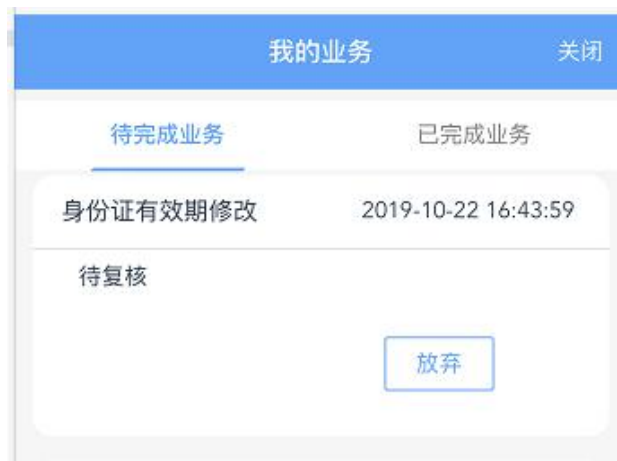 我的业务 关闭
待完成业务 已完成业务
身份证有效期修改 2019-10-22 16:43:59
待复核
放弃